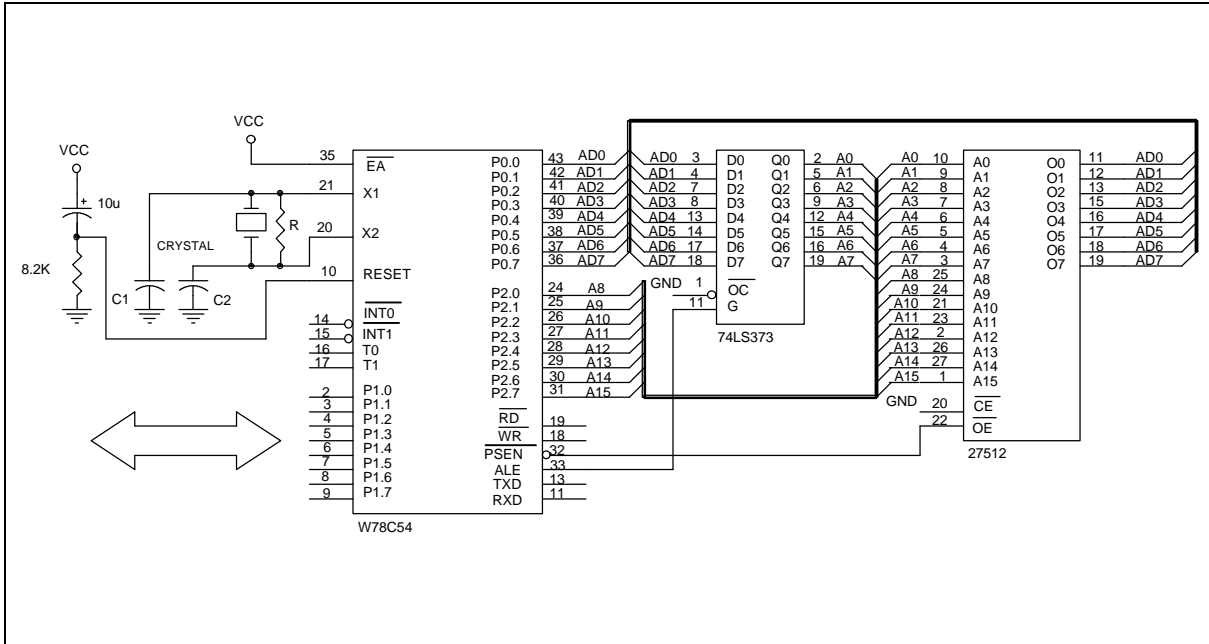 VCC
10u
8.2K
C1
C2
CRYSTAL
R
VCC
35
21
20
10
14
15
16
17
2
3
4
5
6
7
8
9
EA
X1
X2
RESET
INT0
INT1
T0
T1
P1.0
P1.1
P1.2
P1.3
P1.4
P1.5
P1.6
P1.7
P0.0
P0.1
P0.2
P0.3
P0.4
P0.5
P0.6
P0.7
P2.0
P2.1
P2.2
P2.3
P2.4
P2.5
P2.6
P2.7
RD
WR
PSEN
ALE
TXD
RXD
W78C54
43 AD0
42 AD1
41 AD2
40 AD3
39 AD4
38 AD5
37 AD6
36 AD7
24 A8
25 A9
26 A10
27 A11
28 A12
29 A13
30 A14
31 A15
19
18
32
33
13
11
AD0 3 D0 Q0 2 A0
AD1 4 D1 Q1 5 A1
AD2 7 D2 Q2 6 A2
AD3 8 D3 Q3 9 A3
AD4 13 D4 Q4 12 A4
AD5 14 D5 Q5 15 A5
AD6 17 D6 Q6 16 A6
AD7 18 D7 Q7 19 A7
GND 1 OC
11 G
74LS373
A0 10 A0 O0 11 AD0
A1 9 A1 O1 12 AD1
A2 8 A2 O2 13 AD2
A3 7 A3 O3 15 AD3
A4 6 A4 O4 16 AD4
A5 5 A5 O5 17 AD5
A6 4 A6 O6 18 AD6
A7 3 A7 O7 19 AD7
A8 25 A8
A9 24 A9
A10 21 A10
A11 23 A11
A12 2 A12
A13 26 A13
A14 27 A14
A15 1 A15
GND 20 CE
22 OE
27512